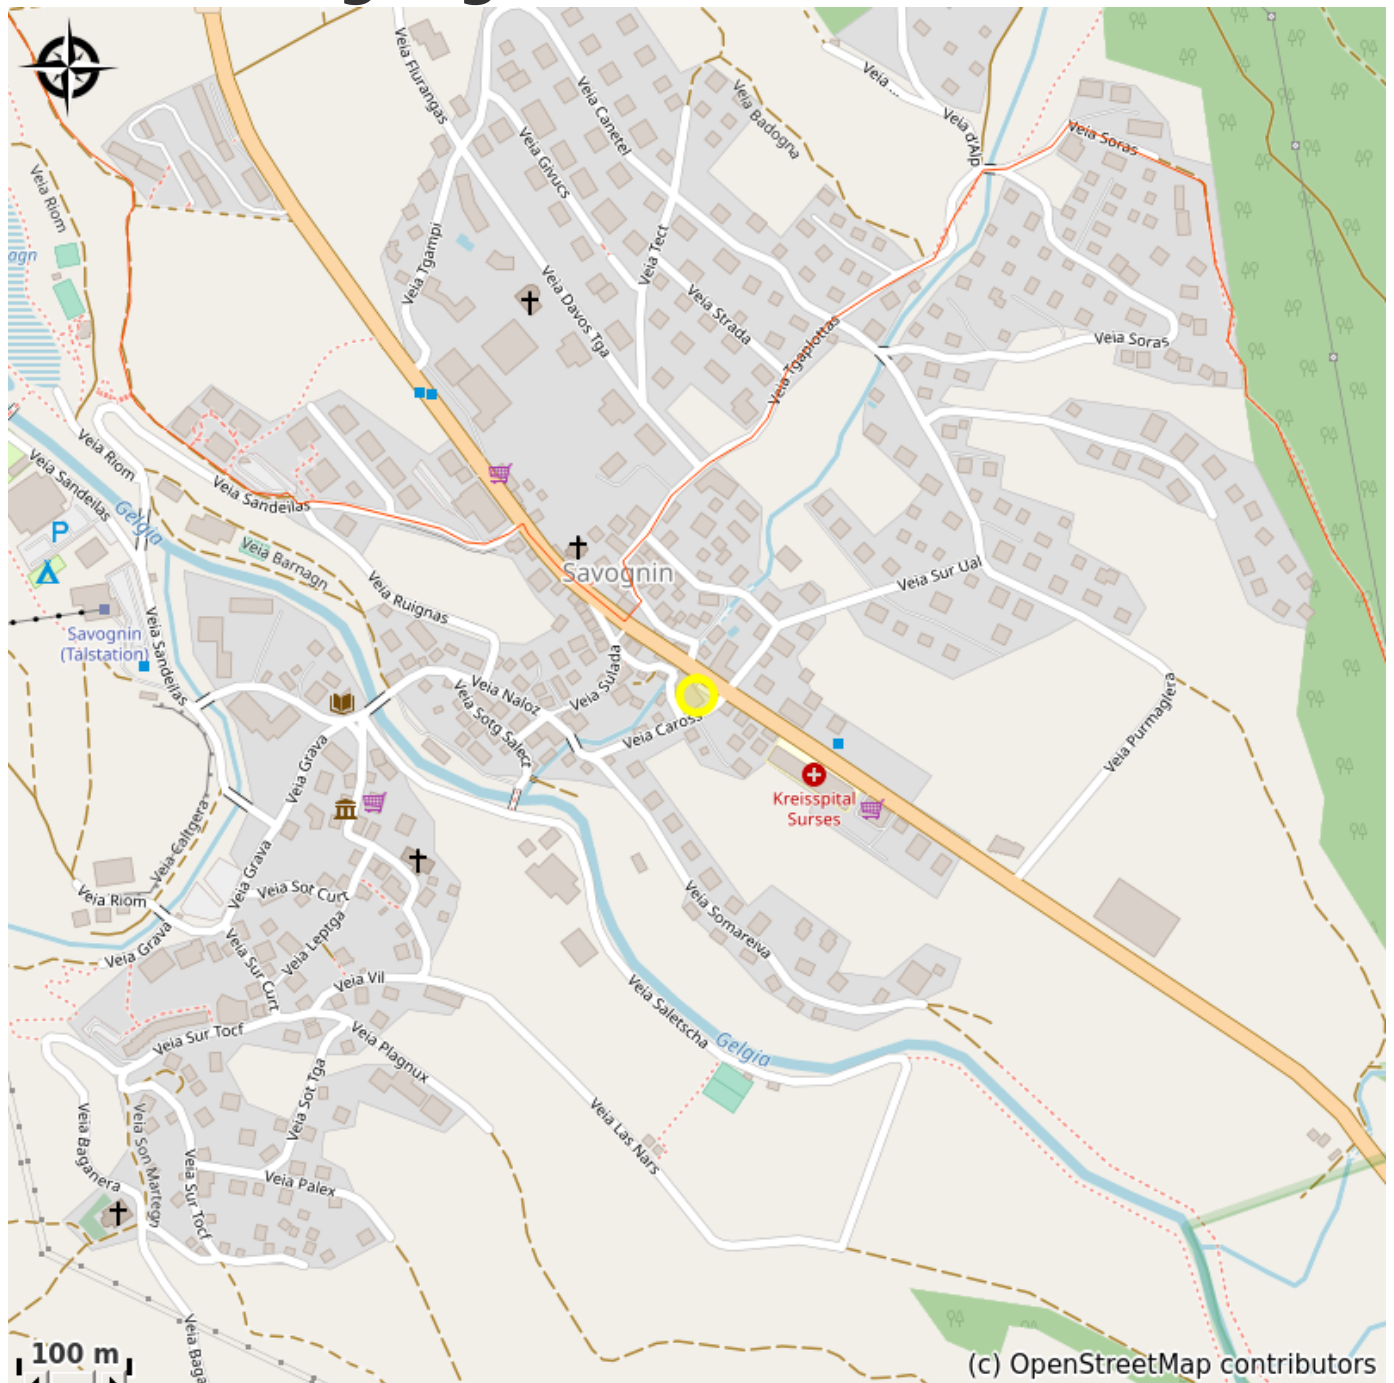 Veia Flurangas
Veia ...
Veia Canetel
Veia Badogna
Veia d'Alp
Veia Soras
Veia Givucs
Veia Riom
Veia Tgampi
Veia Tect
agn
Veia Davos Tga
Veia Strada
Veia Tgaplottas
Veia Soras
Veia Riom
Veia Sandeilas
Veia Sandeilas
Gelgia
P
Veia Barnagn
Savognin
Veia Sur Ual
Veia Ruignas
Savognin
(Talstation)
Veia Sandeilas
Veia Sulada
Veia Naloz
Veia Sotg Salect
Veia Caross
Veia Purmagiera
Veia Grava
Kreisspital
Surses
Veia Caltgera
Veia Grava
Veia Sot Curt
Veia Riom
Veia Somareiva
Veia Leptga
Veia Grava
Veia Sur Curt
Veia Vil
Veia Saletscha
Veia Sur Tocf
Veia Plagnux
Gelgia
Veia Sot Tga
Veia Baganera
Veia Son Martegn
Veia Las Nars
Veia Sur Tocf
Veia Palex
Veia Baga
100 m
(c) OpenStreetMap contributors